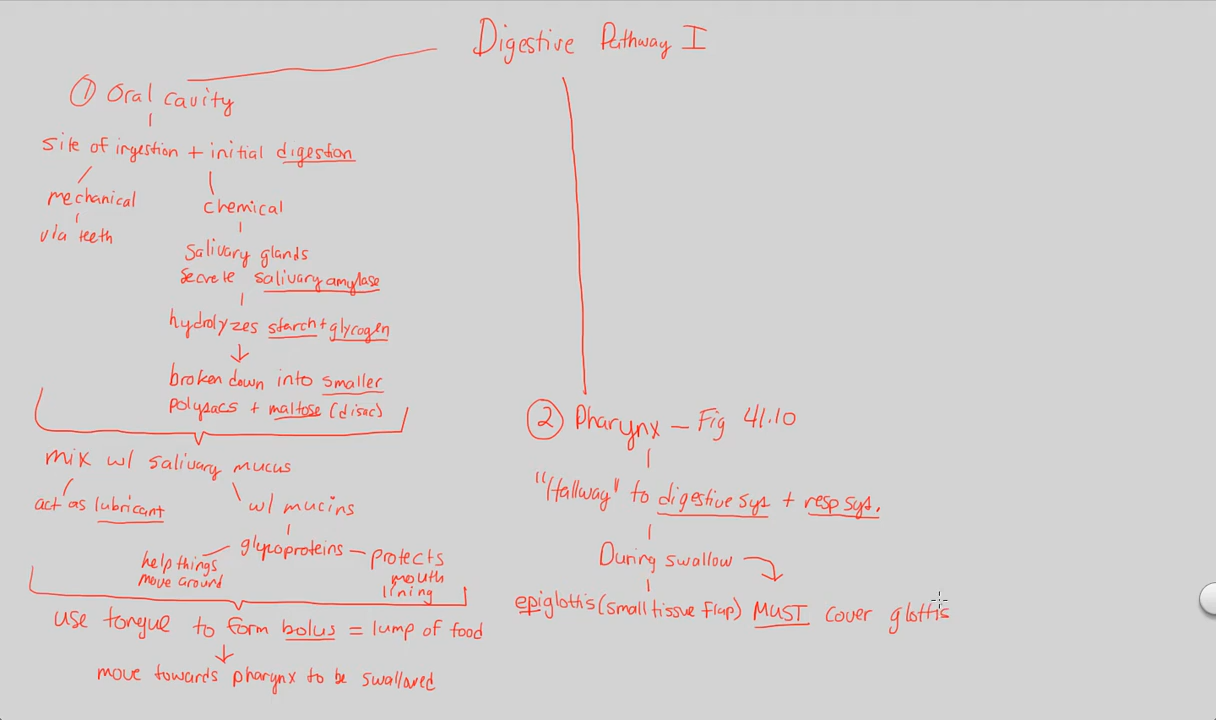 Digestive Pathway I
① Oral cavity
site of ingestion + initial digestion
mechanical
via teeth
chemical
Salivary glands
secrete salivary amylase
hydrolyzes starch + glycogen
broken down into smaller
polysacs + maltose (disac)
mix w/ salivary mucus
act as lubricant
w/ mucins
glycoproteins
help things
move around
protects
mouth
lining
use tongue to form bolus = lump of food
move towards pharynx to be swallowed
② Pharynx - Fig 41.10
"Hallway" to digestive sys + resp sys.
During swallow
epiglottis (small tissue flap) MUST cover glottis